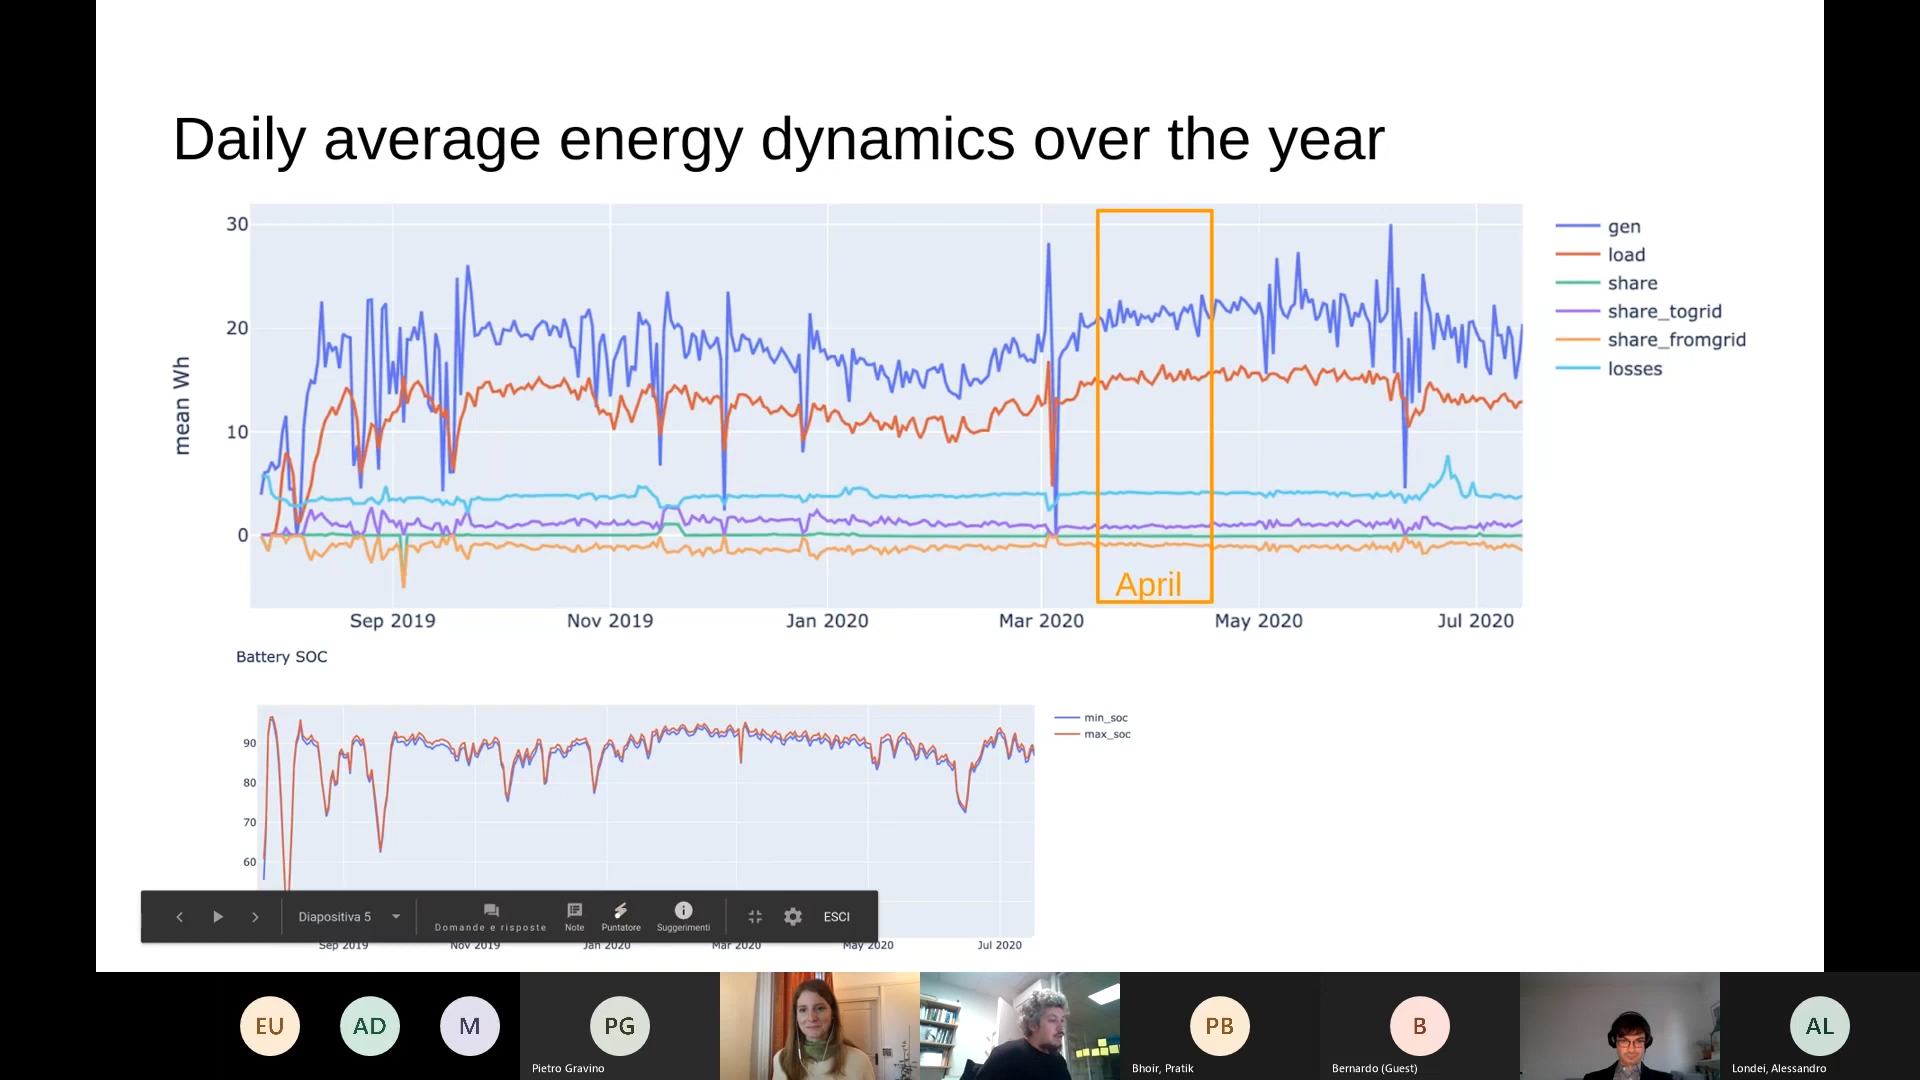 Daily average energy dynamics over the year
30
20
10
0
mean Wh
gen
load
share
share_togrid
share_fromgrid
losses
April
Sep 2019 Nov 2019 Jan 2020 Mar 2020 May 2020 Jul 2020
Battery SOC
90
80
70
60
min_soc
max_soc
Diapositiva 5
Domande e risposte
Note
Puntatore
Suggerimenti
ESCI
Sep 2019 Nov 2019 Jan 2020 Mar 2020 May 2020 Jul 2020
EU
AD
M
PG
Pietro Gravino
PB
Bhoir, Pratik
B
Bernardo (Guest)
AL
Londei, Alessandro